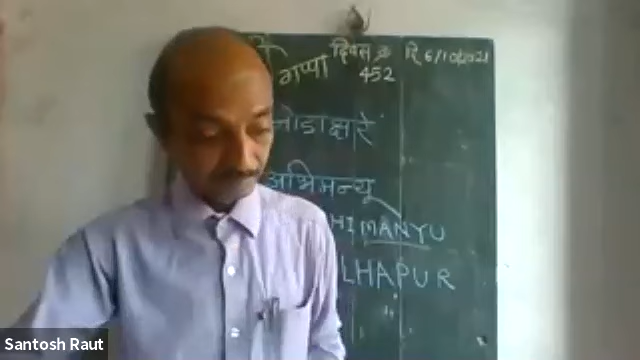 गप्पा दिवस 452 दि 6/10/2021
जोडाक्षरे
अभिमन्यू
HIMANYU
LHAPUR
Santosh Raut